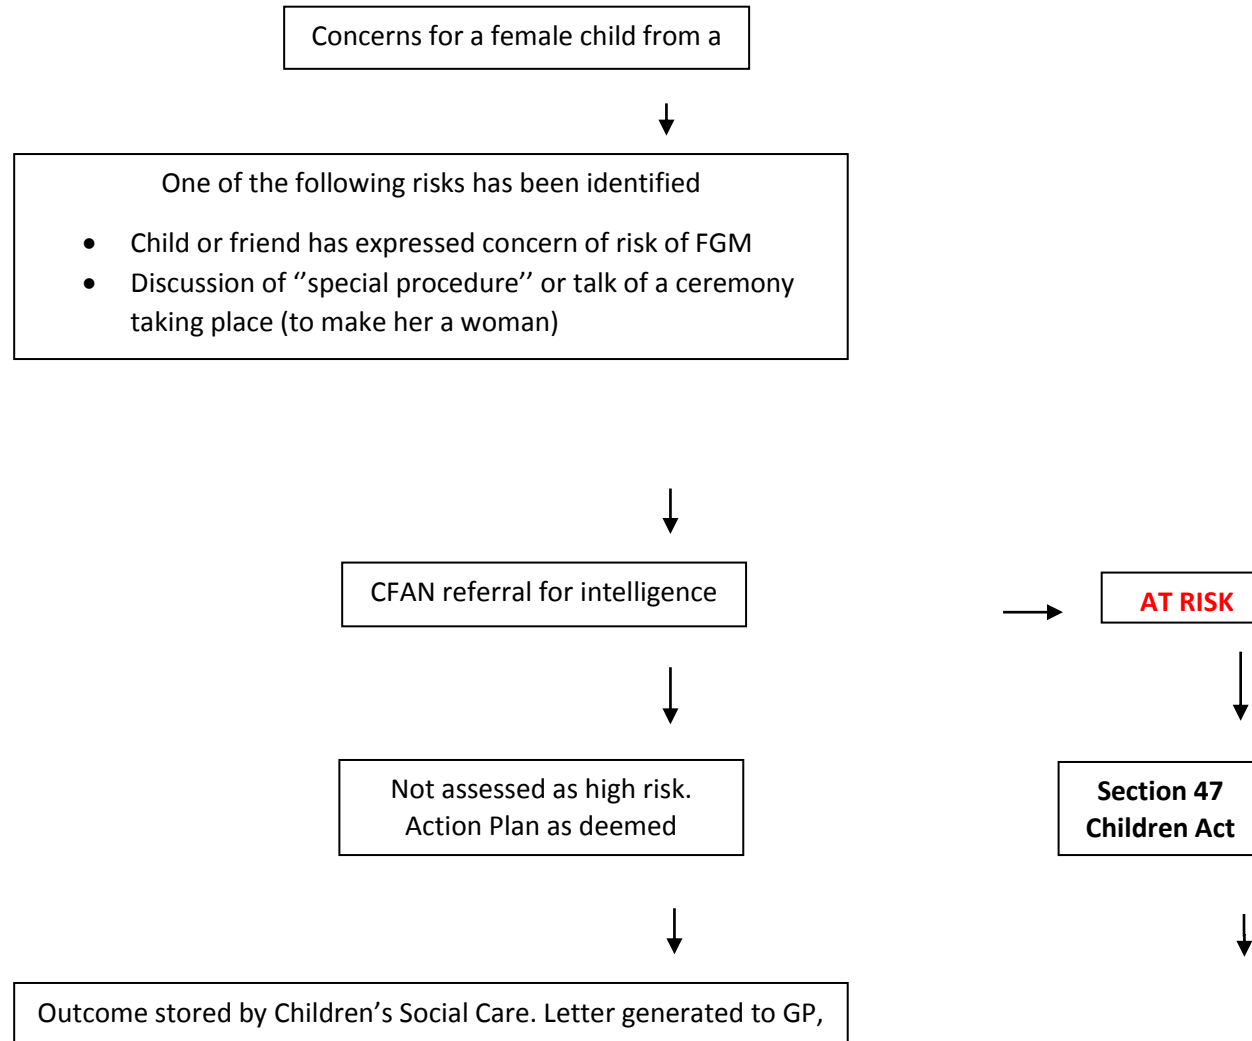 Concerns for a female child from a
One of the following risks has been identified
• Child or friend has expressed concern of risk of FGM
• Discussion of ‘’special procedure’’ or talk of a ceremony
taking place (to make her a woman)
CFAN referral for intelligence
AT RISK
Not assessed as high risk.
Action Plan as deemed
Section 47
Children Act
Outcome stored by Children’s Social Care. Letter generated to GP,